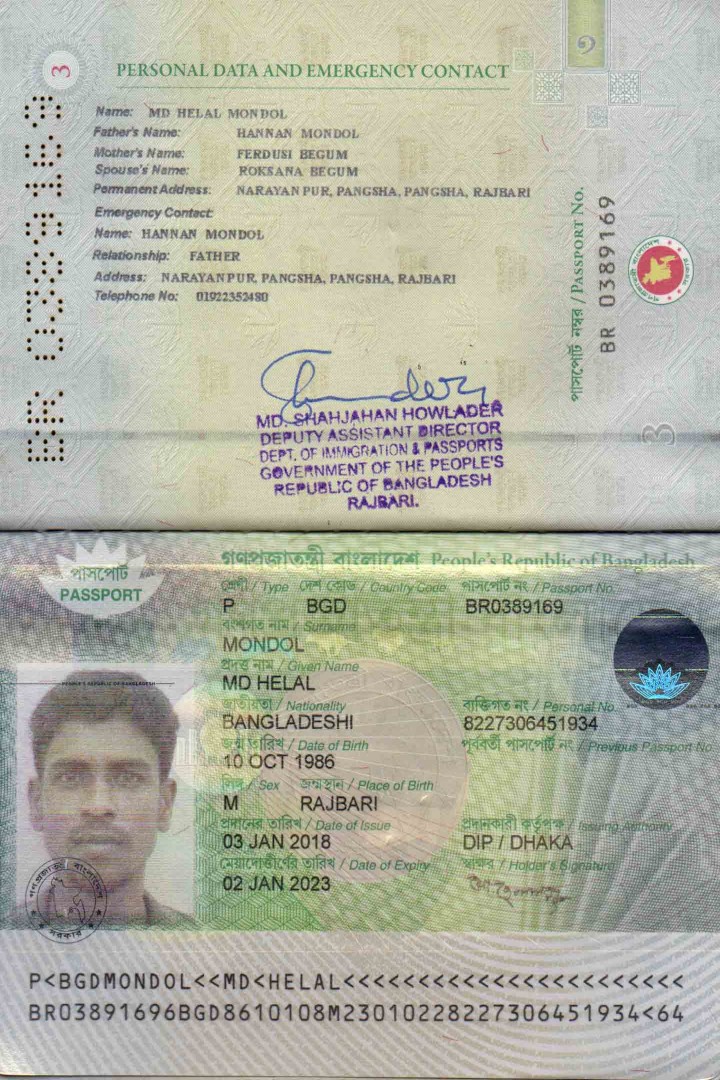 3
PERSONAL DATA AND EMERGENCY CONTACT
Name: MD HELAL MONDOL
Father's Name: HANNAN MONDOL
Mother's Name: FERDUSI BEGUM
Spouse's Name: ROKSANA BEGUM
Permanent Address: NARAYAN PUR, PANGSHA, PANGSHA, RAJBARI
Emergency Contact:
Name: HANNAN MONDOL
Relationship: FATHER
Address: NARAYANPUR, PANGSHA, PANGSHA, RAJBARI
Telephone No: 01922352480
BR 0389169
পাসপোর্ট নম্বর / PASSPORT No.
BR 0389169
3
MD. SHAHJAHAN HOWLADER
DEPUTY ASSISTANT DIRECTOR
DEPT. OF IMMIGRATION & PASSPORTS
GOVERNMENT OF THE PEOPLE'S
REPUBLIC OF BANGLADESH
RAJBARI.
গণপ্রজাতন্ত্রী বাংলাদেশ People's Republic of Bangladesh
পাসপোর্ট
PASSPORT
শ্রেণী / Type দেশ কোড / Country Code পাসপোর্ট নং / Passport No.
P BGD BR0389169
বংশগত নাম / Surname
MONDOL
প্রদত্ত নাম / Given Name
MD HELAL
জাতীয়তা / Nationality ব্যক্তিগত নং / Personal No.
BANGLADESHI 8227306451934
জন্ম তারিখ / Date of Birth পূর্ববর্তী পাসপোর্ট নং / Previous Passport No.
10 OCT 1986
লিঙ্গ / Sex জন্মস্থান / Place of Birth
M RAJBARI
প্রদানের তারিখ / Date of Issue প্রদানকারী কর্তৃপক্ষ / Issuing Authority
03 JAN 2018 DIP / DHAKA
মেয়াদোত্তীর্ণের তারিখ / Date of Expiry স্বাক্ষর / Holder's Signature
02 JAN 2023
PEOPLE'S REPUBLIC OF BANGLADESH
P<BGDMONDOL<<MD<HELAL<<<<<<<<<<<<<<<<<<<<<<<
BR03891696BGD8610108M23010228227306451934<64